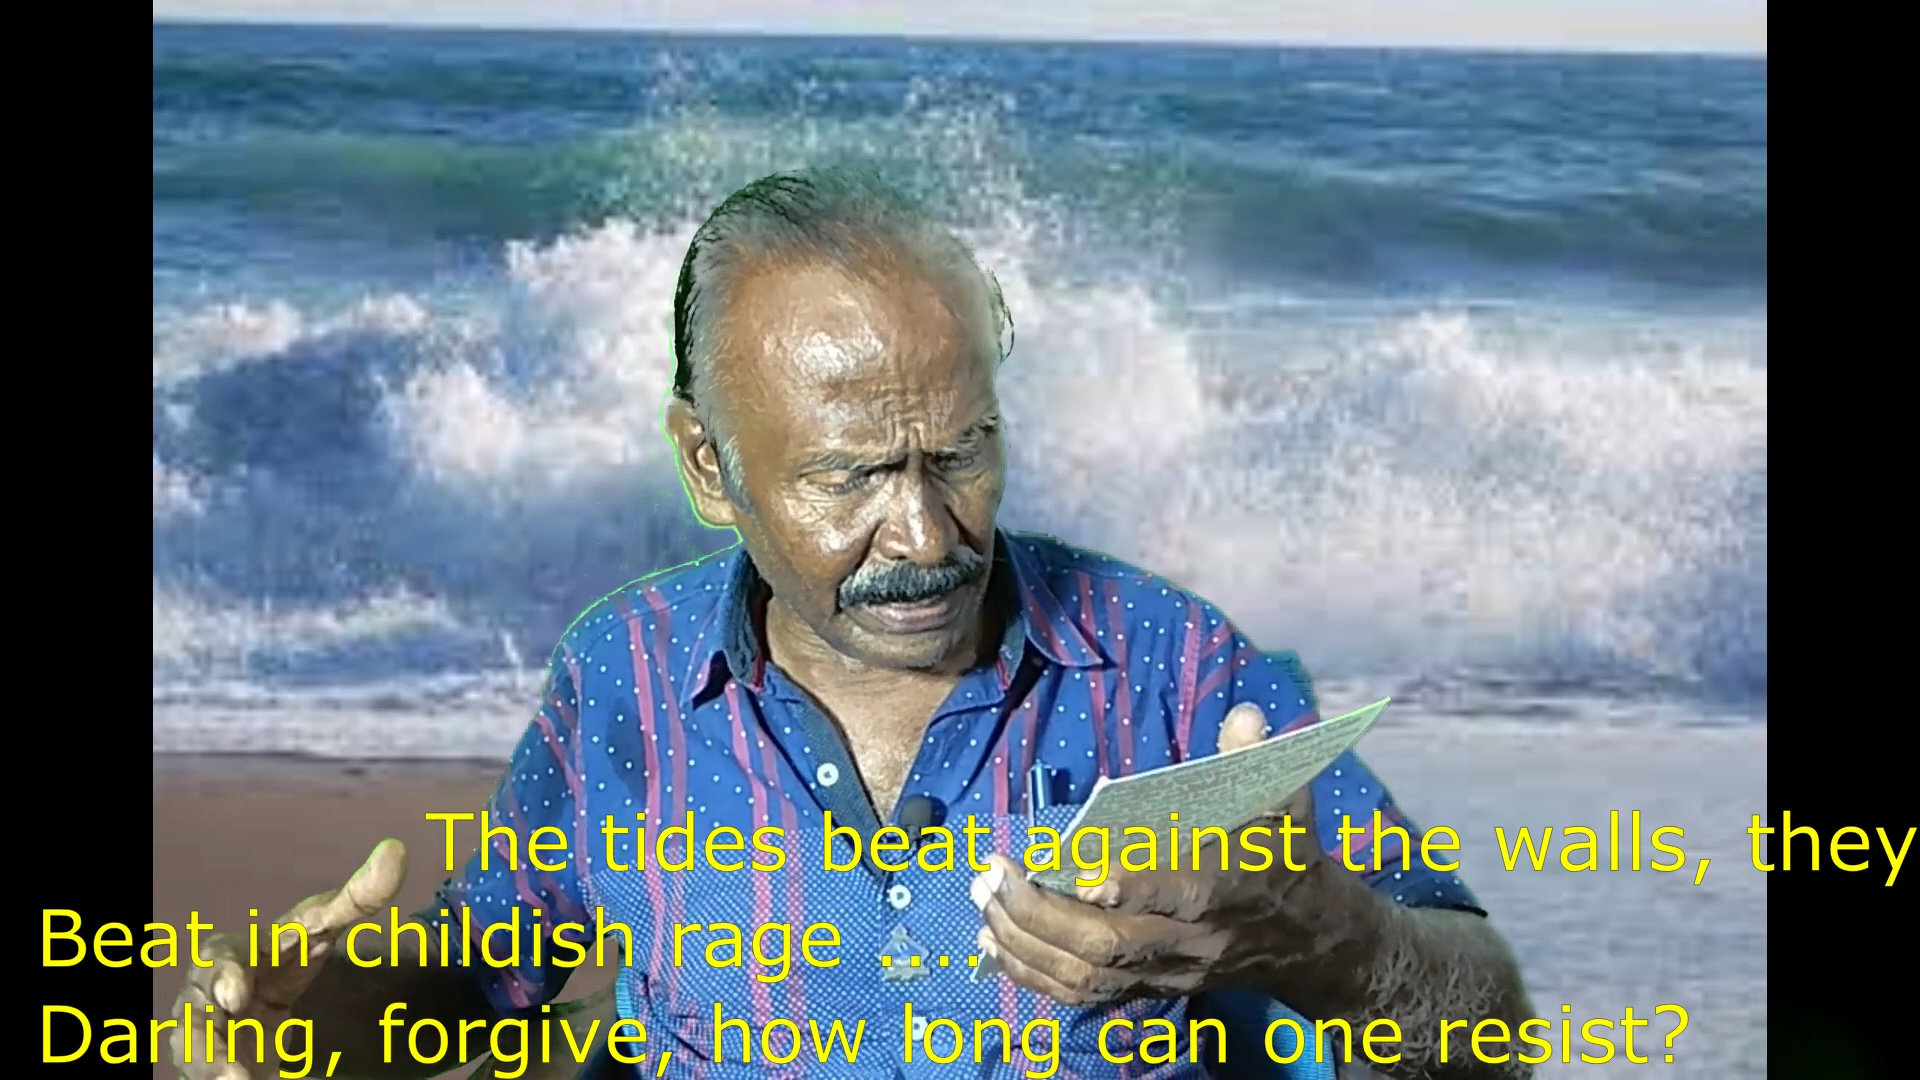 The tides beat against the walls, they
Beat in childish rage ....
Darling, forgive, how long can one resist?